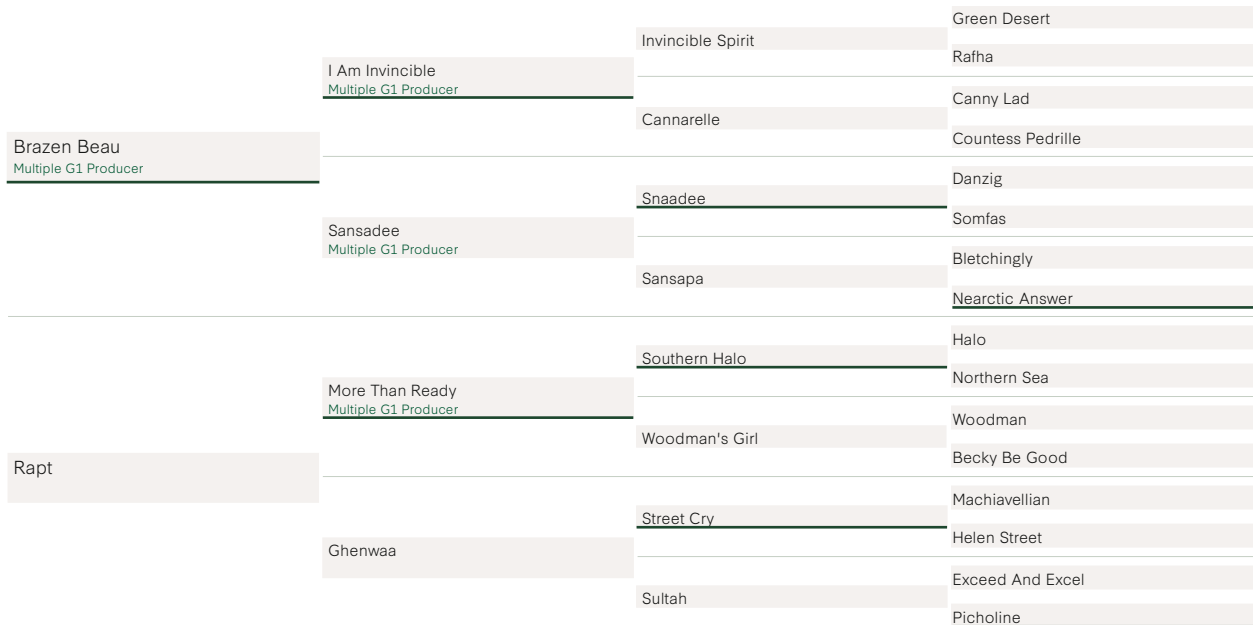 Brazen Beau
Multiple G1 Producer
Rapt
I Am Invincible
Multiple G1 Producer
Sansadee
Multiple G1 Producer
More Than Ready
Multiple G1 Producer
Ghenwaa
Invincible Spirit
Cannarelle
Snaadee
Sansapa
Southern Halo
Woodman's Girl
Street Cry
Sultah
Green Desert
Rafha
Canny Lad
Countess Pedrille
Danzig
Somfas
Bletchingly
Nearctic Answer
Halo
Northern Sea
Woodman
Becky Be Good
Machiavellian
Helen Street
Exceed And Excel
Picholine